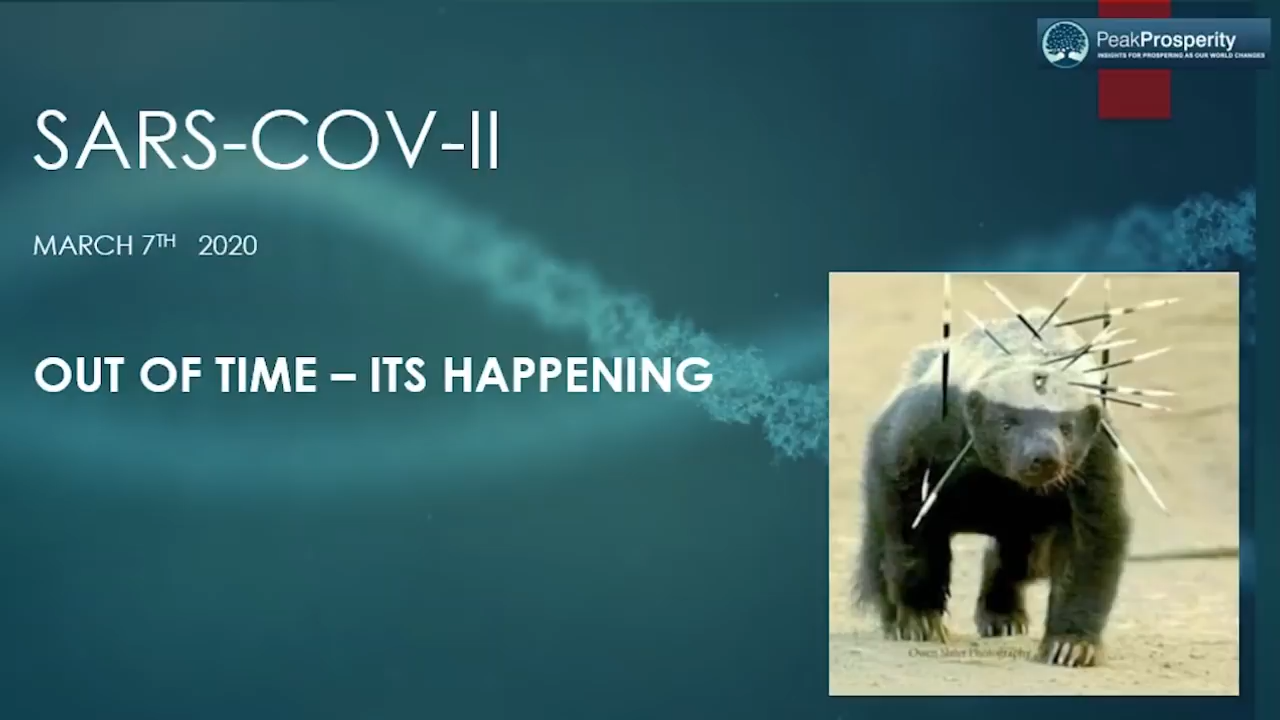 PeakProsperity
INSIGHTS FOR PROSPERING AS OUR WORLD CHANGES
SARS-COV-II
MARCH 7TH 2020
OUT OF TIME – ITS HAPPENING
Photography